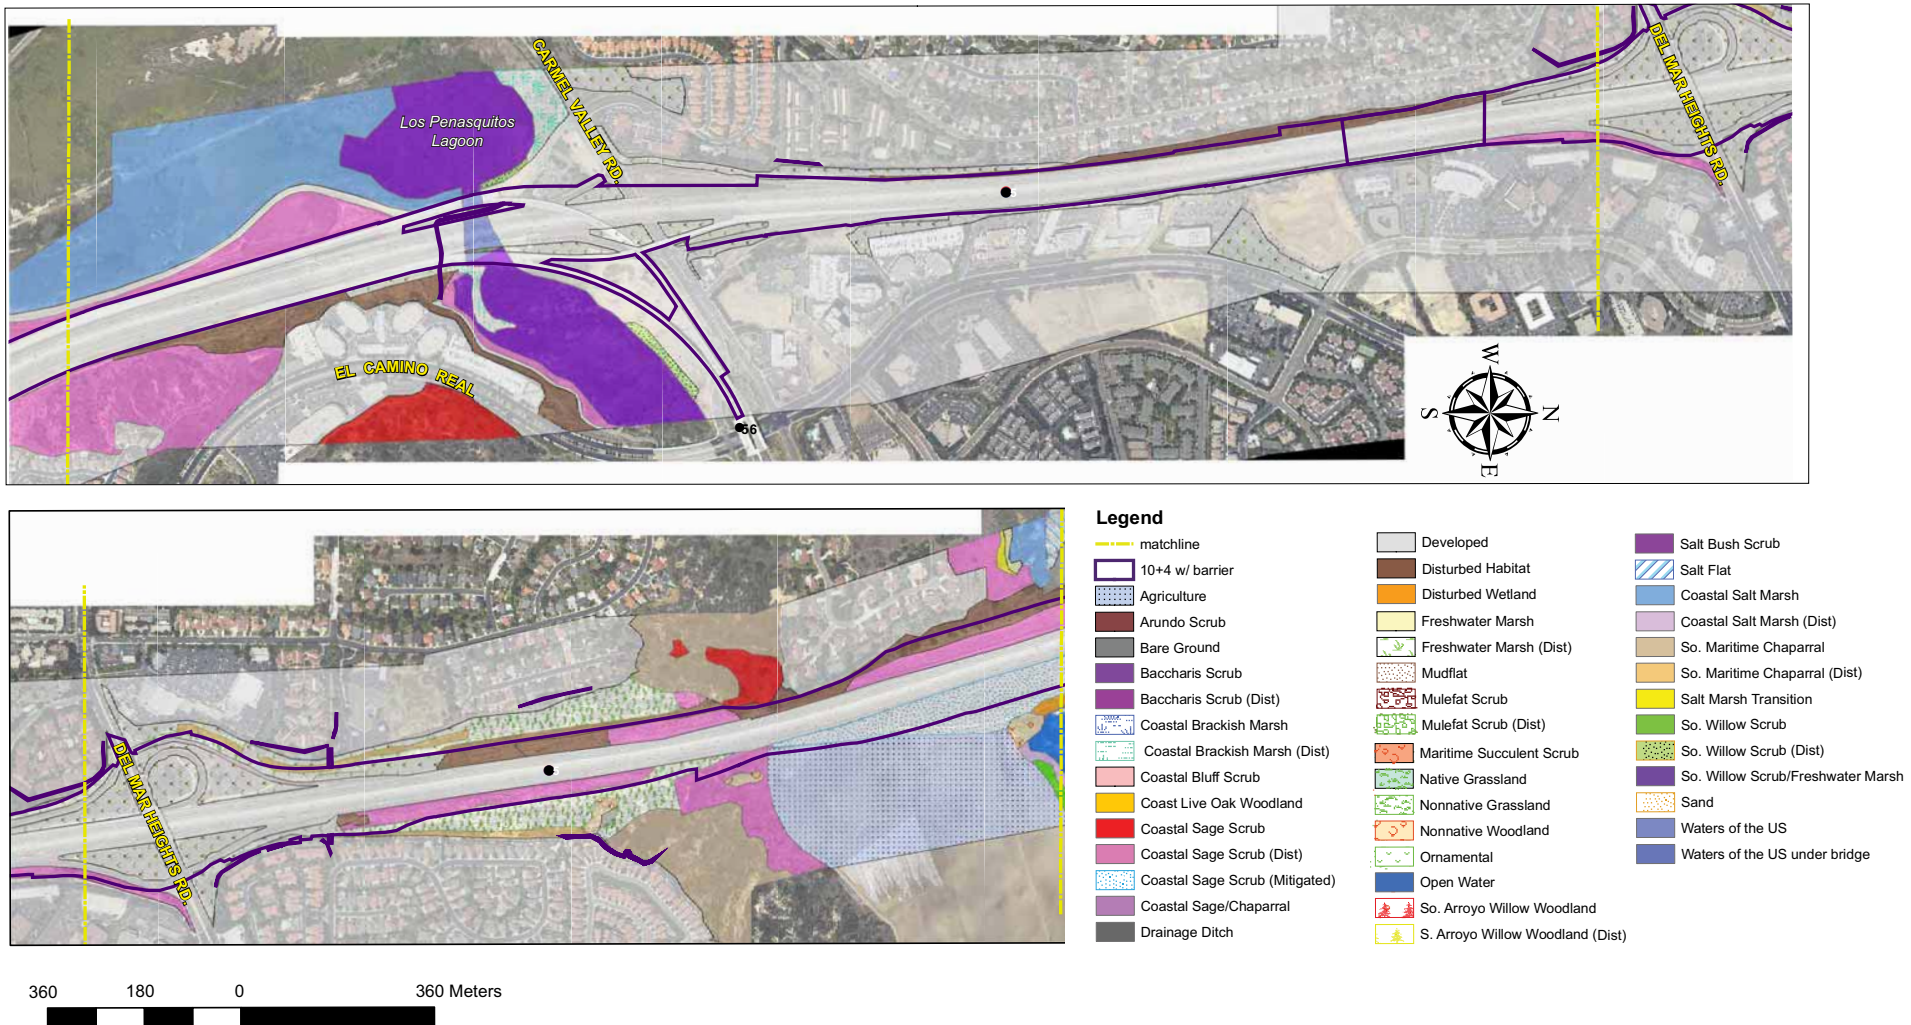 CARMEL VALLEY RD.
DEL MAR HEIGHTS RD.
Los Penasquitos
Lagoon
EL CAMINO REAL
56
W
S
N
E
DEL MAR HEIGHTS RD.
Legend
matchline
10+4 w/ barrier
Agriculture
Arundo Scrub
Bare Ground
Baccharis Scrub
Baccharis Scrub (Dist)
Coastal Brackish Marsh
Coastal Brackish Marsh (Dist)
Coastal Bluff Scrub
Coast Live Oak Woodland
Coastal Sage Scrub
Coastal Sage Scrub (Dist)
Coastal Sage Scrub (Mitigated)
Coastal Sage/Chaparral
Drainage Ditch
Developed
Disturbed Habitat
Disturbed Wetland
Freshwater Marsh
Freshwater Marsh (Dist)
Mudflat
Mulefat Scrub
Mulefat Scrub (Dist)
Maritime Succulent Scrub
Native Grassland
Nonnative Grassland
Nonnative Woodland
Ornamental
Open Water
So. Arroyo Willow Woodland
S. Arroyo Willow Woodland (Dist)
Salt Bush Scrub
Salt Flat
Coastal Salt Marsh
Coastal Salt Marsh (Dist)
So. Maritime Chaparral
So. Maritime Chaparral (Dist)
Salt Marsh Transition
So. Willow Scrub
So. Willow Scrub (Dist)
So. Willow Scrub/Freshwater Marsh
Sand
Waters of the US
Waters of the US under bridge
360 180 0 360 Meters